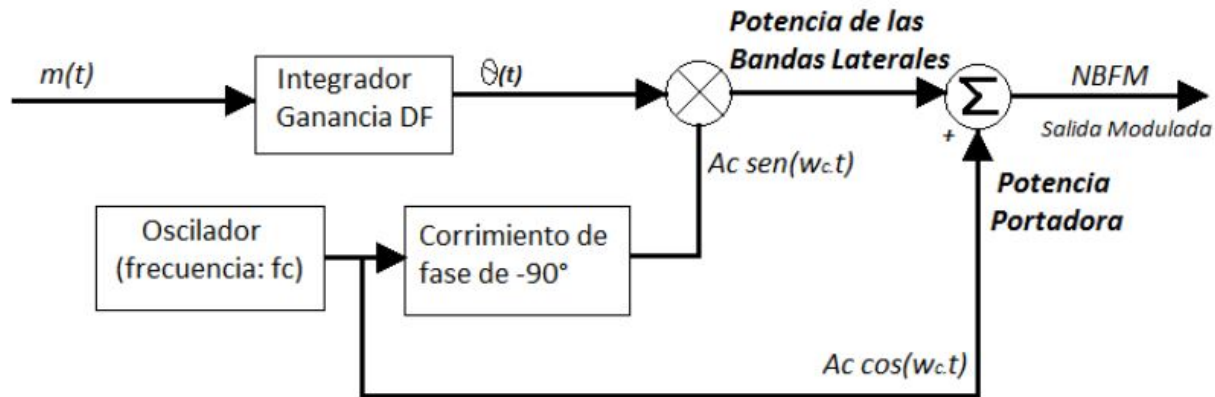 m(t)
Integrador
Ganancia DF
θ(t)
Potencia de las
Bandas Laterales
Σ
+
NBFM
Salida Modulada
Ac sen(wc.t)
Potencia
Portadora
Oscilador
(frecuencia: fc)
Corrimiento de
fase de -90°
Ac cos(wc.t)